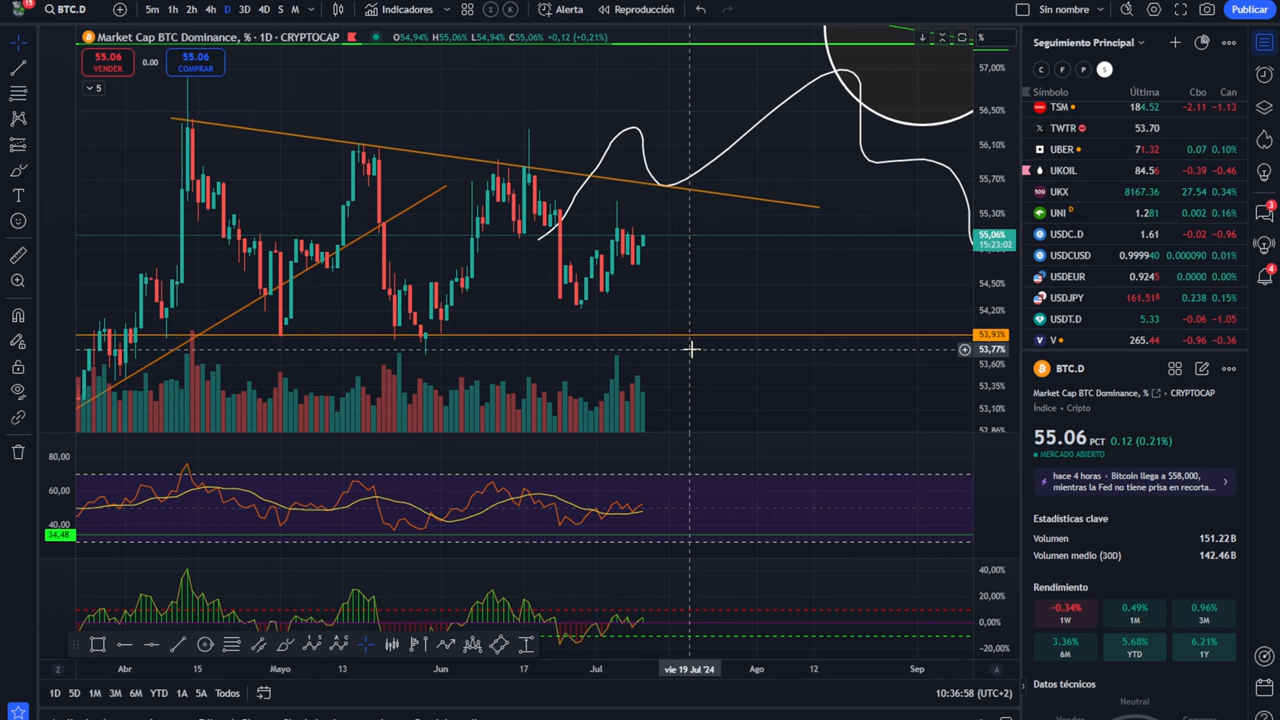 15
BTC.D
5m 1h 2h 4h D 3D 4D S M
Indicadores
2 K
Alerta
Reproducción
Sin nombre
Publicar
Market Cap BTC Dominance, % · 1D · CRYPTOCAP
O54,94% H55,06% L54,94% C55,06% +0,12 (+0,21%)
%
55.06
VENDER
0.00
55.06
COMPRAR
5
57,00%
56,50%
56,10%
55,70%
55,30%
55,06%
15:23:02
54,50%
54,20%
53,93%
53,77%
53,60%
53,35%
53,10%
52,86%
80,00
60,00
40,00
34,48
40,00%
20,00%
0,00%
−20,00%
Z
Abr 15 Mayo 13 Jun 17 Jul vie 19 Jul '24 Ago 12 Sep
A
1D 5D 1M 3M 6M YTD 1A 5A Todos
10:36:58 (UTC+2)
Seguimiento Principal
C F P S
Símbolo Última Cbo Can
TSM 184.52 −2.11 −1.13
TWTR 53.70
UBER 71.32 0.07 0.10%
UKOIL 84.56 −0.39 −0.46
UKX 8167.36 27.54 0.34%
UNI D 1.281 0.002 0.16%
USDC.D 1.61 −0.02 −0.96
USDCUSD 0.999940 0.000090 0.01%
USDEUR 0.9245 0.0000 0.00%
USDJPY 161.518 0.238 0.15%
USDT.D 5.33 −0.06 −1.05
V 265.44 −0.96 −0.36
BTC.D
Market Cap BTC Dominance, % · CRYPTOCAP
Índice · Cripto
55.06 PCT 0.12 (0.21%)
MERCADO ABIERTO
hace 4 horas · Bitcoin llega a $58,000,
mientras la Fed no tiene prisa en recorta...
Estadísticas clave
Volumen 151.22B
Volumen medio (30D) 142.46B
Rendimiento
−0.34% 0.49% 0.96%
1W 1M 3M
3.36% 5.68% 6.21%
6M YTD 1Y
Datos técnicos
Neutral
3
4